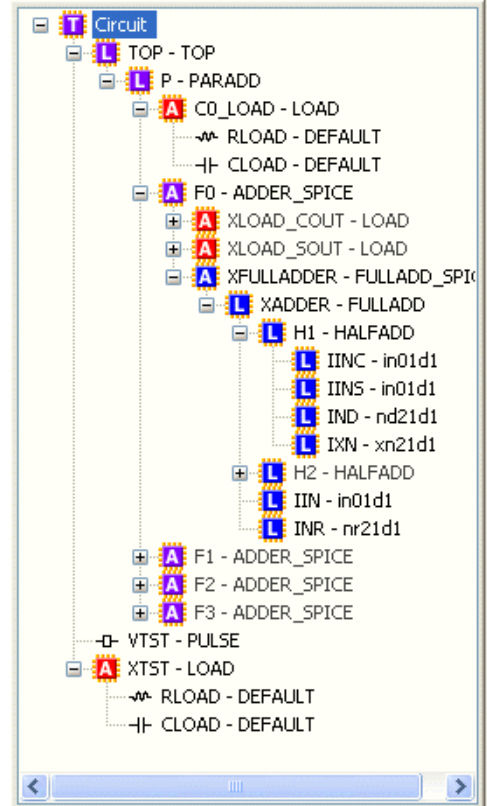 T Circuit
L TOP - TOP
L P - PARADD
A C0_LOAD - LOAD
RLOAD - DEFAULT
CLOAD - DEFAULT
A F0 - ADDER_SPICE
A XLOAD_COUT - LOAD
A XLOAD_SOUT - LOAD
A XFULLADDER - FULLADD_SPI
L XADDER - FULLADD
L H1 - HALFADD
L IINC - in01d1
L IINS - in01d1
L IND - nd21d1
L IXN - xn21d1
L H2 - HALFADD
L IIN - in01d1
L INR - nr21d1
A F1 - ADDER_SPICE
A F2 - ADDER_SPICE
A F3 - ADDER_SPICE
VTST - PULSE
A XTST - LOAD
RLOAD - DEFAULT
CLOAD - DEFAULT